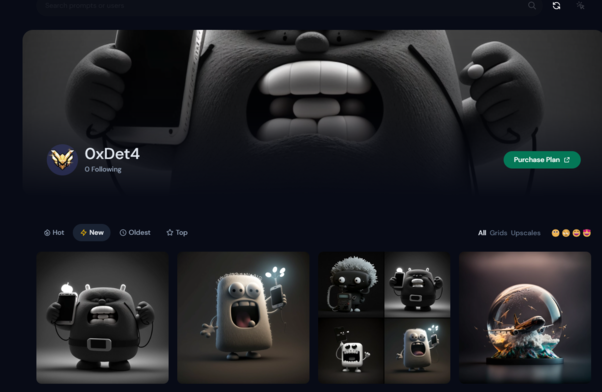 Search prompts or users
0xDet4
0 Following
Purchase Plan
Hot New Oldest Top
All Grids Upscales